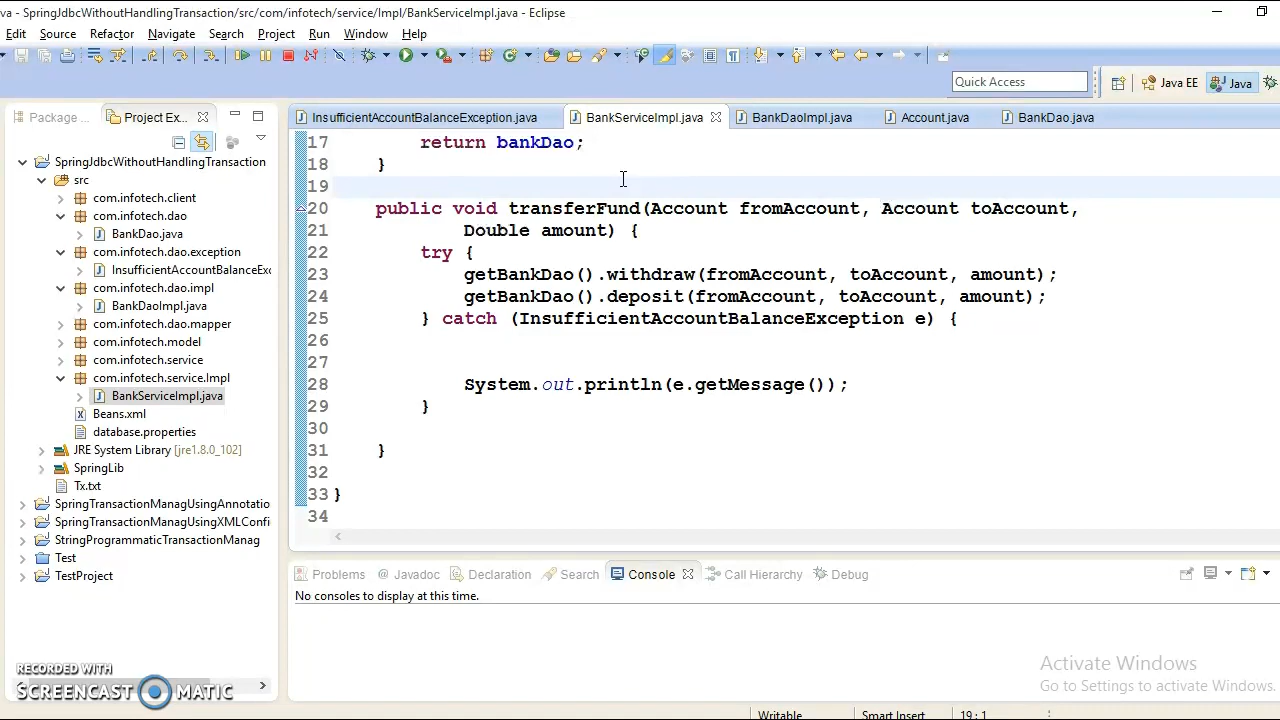 va - SpringJdbcWithoutHandlingTransaction/src/com/infotech/service/Impl/BankServiceImpl.java - Eclipse
Edit Source Refactor Navigate Search Project Run Window Help
Quick Access
Java EE
Java
Package ...
Project Ex...
InsufficientAccountBalanceException.java
BankServiceImpl.java
BankDaoImpl.java
Account.java
BankDao.java
SpringJdbcWithoutHandlingTransaction
src
com.infotech.client
com.infotech.dao
BankDao.java
com.infotech.dao.exception
InsufficientAccountBalanceExc
com.infotech.dao.impl
BankDaoImpl.java
com.infotech.dao.mapper
com.infotech.model
com.infotech.service
com.infotech.service.Impl
BankServiceImpl.java
Beans.xml
database.properties
JRE System Library [jre1.8.0_102]
SpringLib
Tx.txt
SpringTransactionManagUsingAnnotatio
SpringTransactionManagUsingXMLConfi
StringProgrammaticTransactionManag
Test
TestProject
17 return bankDao;
18 }
19
20 public void transferFund(Account fromAccount, Account toAccount,
21 Double amount) {
22 try {
23 getBankDao().withdraw(fromAccount, toAccount, amount);
24 getBankDao().deposit(fromAccount, toAccount, amount);
25 } catch (InsufficientAccountBalanceException e) {
26
27
28 System.out.println(e.getMessage());
29 }
30
31 }
32
33 }
34
Problems @ Javadoc Declaration Search Console Call Hierarchy Debug
No consoles to display at this time.
RECORDED WITH
SCREENCAST MATIC
Activate Windows
Go to Settings to activate Windows.
Writable
Smart Insert
19 : 1